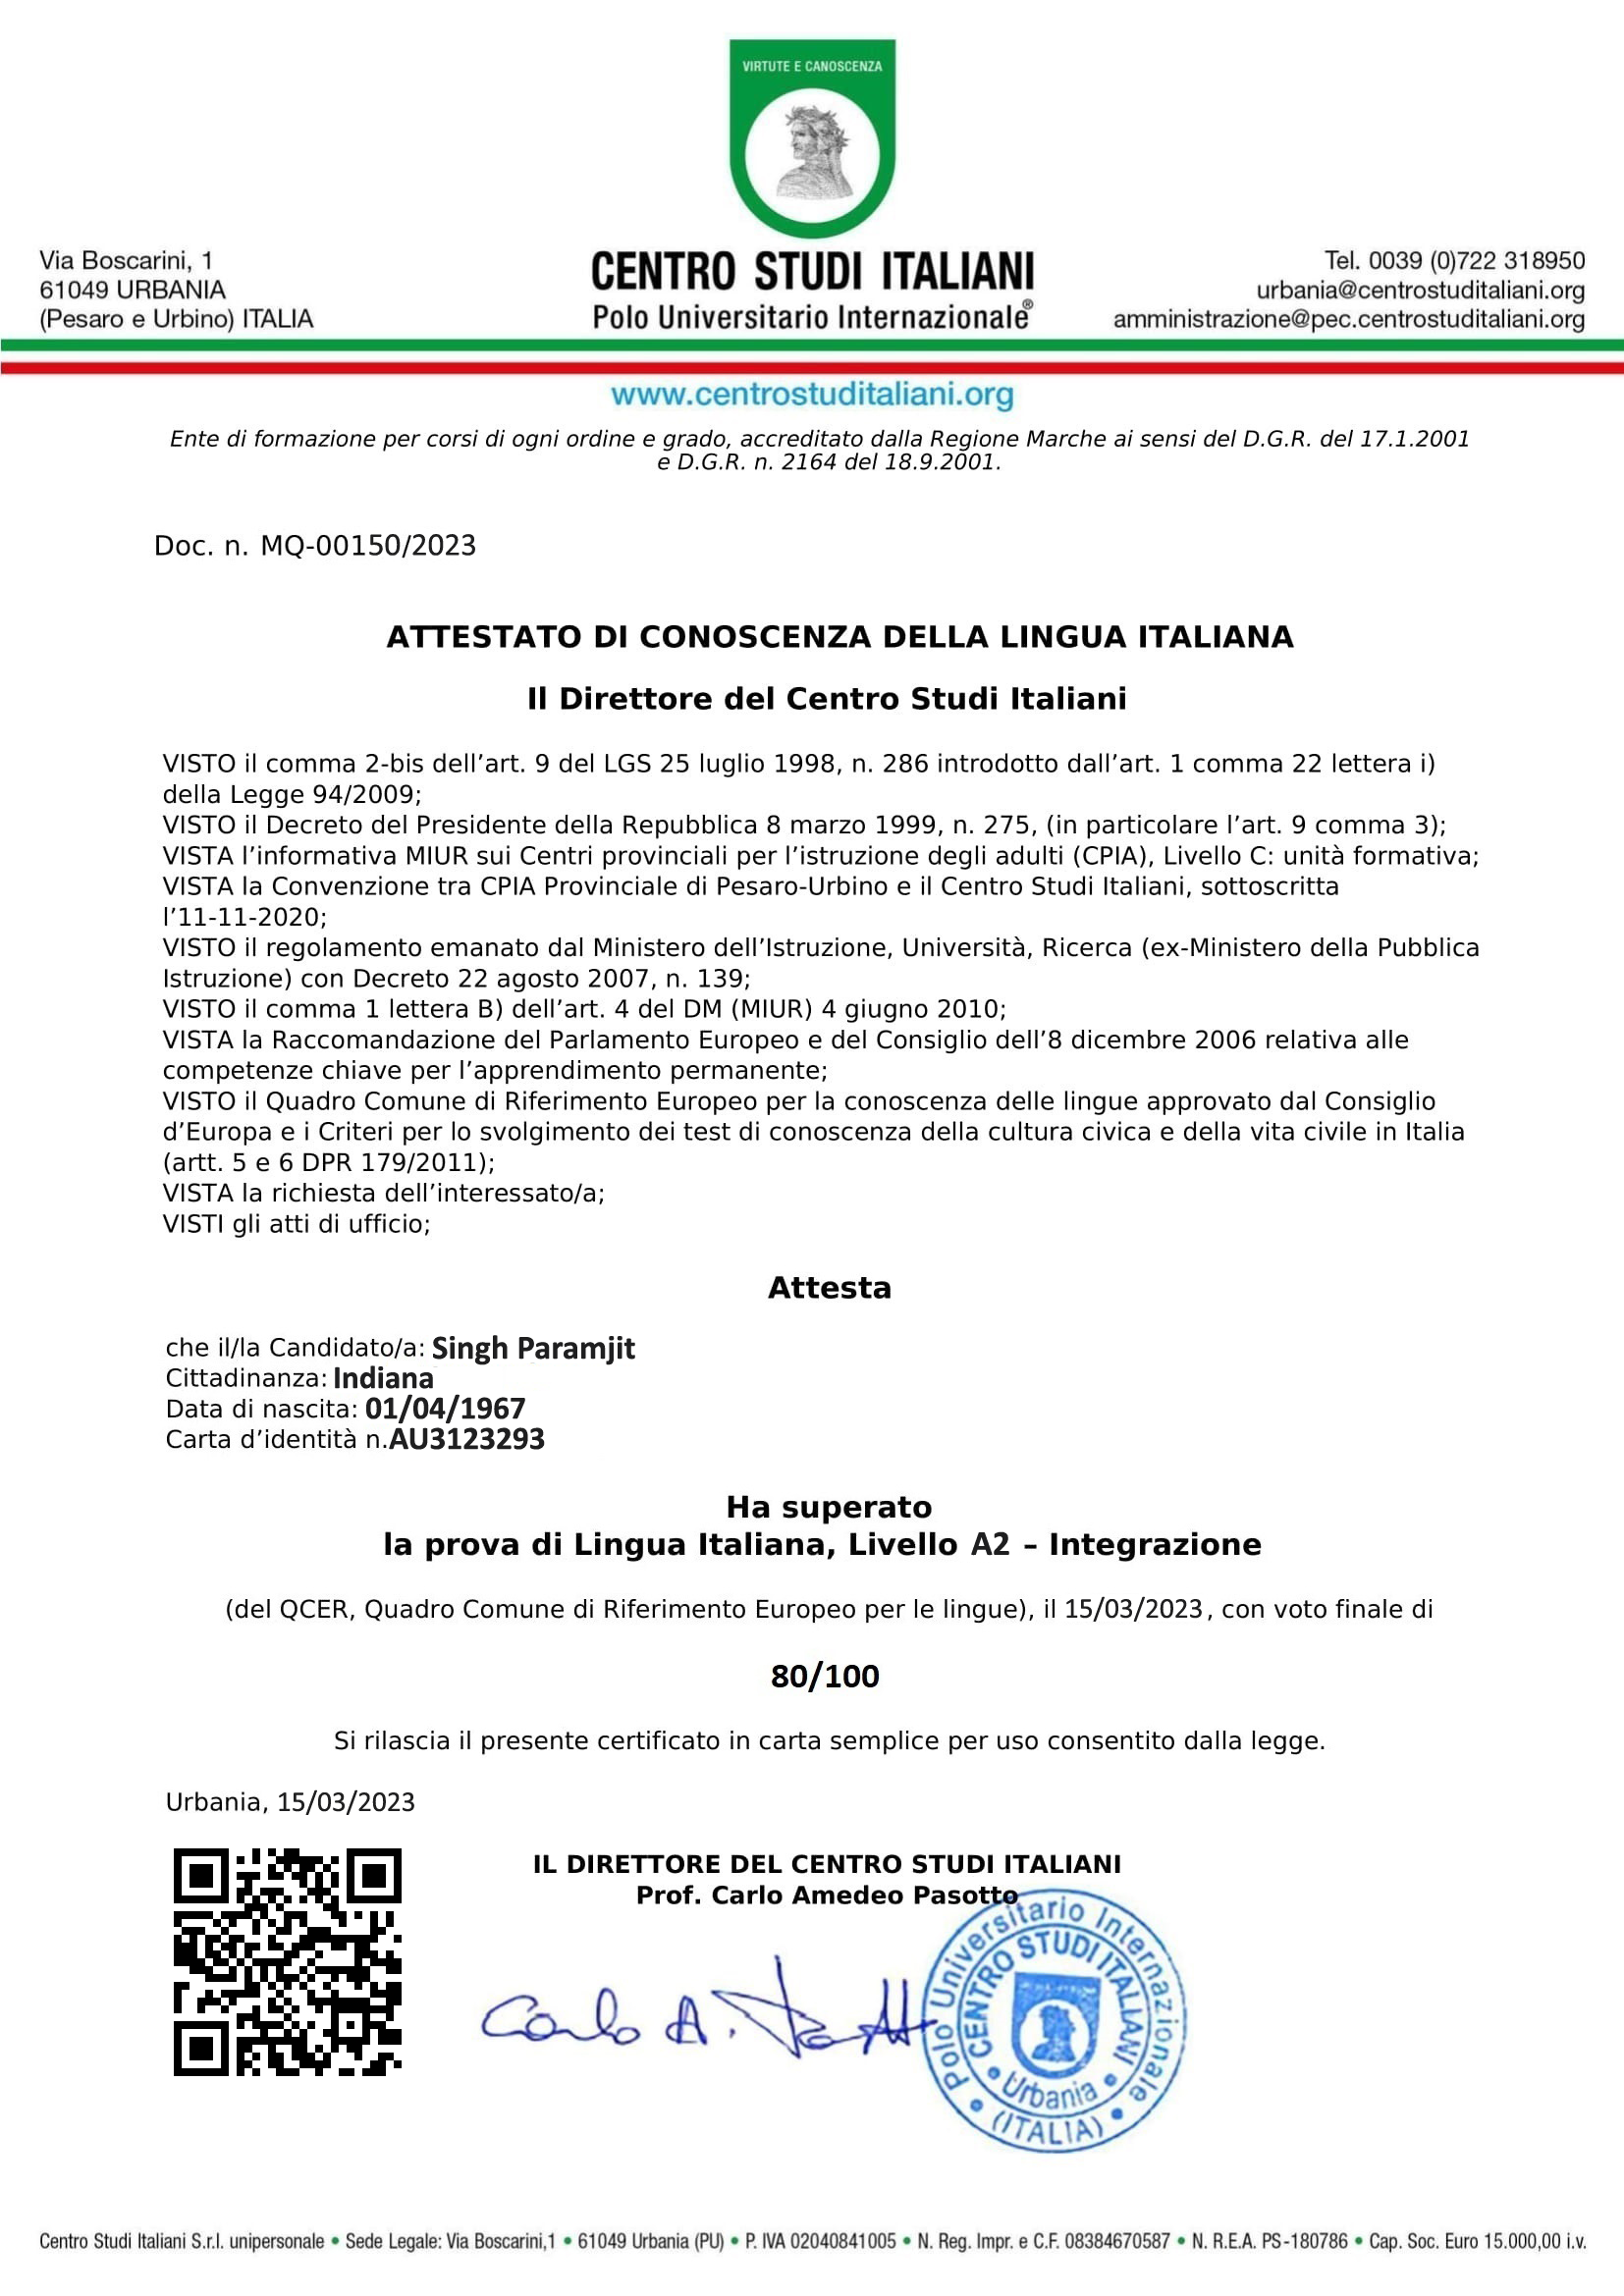 VIRTUTE E CANOSCENZA
Via Boscarini, 1
61049 URBANIA
(Pesaro e Urbino) ITALIA
CENTRO STUDI ITALIANI
Polo Universitario Internazionale®
Tel. 0039 (0)722 318950
urbania@centrostuditaliani.org
amministrazione@pec.centrostuditaliani.org
www.centrostuditaliani.org
Ente di formazione per corsi di ogni ordine e grado, accreditato dalla Regione Marche ai sensi del D.G.R. del 17.1.2001
e D.G.R. n. 2164 del 18.9.2001.
Doc. n. MQ-00150/2023
ATTESTATO DI CONOSCENZA DELLA LINGUA ITALIANA
Il Direttore del Centro Studi Italiani
VISTO il comma 2-bis dell’art. 9 del LGS 25 luglio 1998, n. 286 introdotto dall’art. 1 comma 22 lettera i)
della Legge 94/2009;
VISTO il Decreto del Presidente della Repubblica 8 marzo 1999, n. 275, (in particolare l’art. 9 comma 3);
VISTA l’informativa MIUR sui Centri provinciali per l’istruzione degli adulti (CPIA), Livello C: unità formativa;
VISTA la Convenzione tra CPIA Provinciale di Pesaro-Urbino e il Centro Studi Italiani, sottoscritta
l’11-11-2020;
VISTO il regolamento emanato dal Ministero dell’Istruzione, Università, Ricerca (ex-Ministero della Pubblica
Istruzione) con Decreto 22 agosto 2007, n. 139;
VISTO il comma 1 lettera B) dell’art. 4 del DM (MIUR) 4 giugno 2010;
VISTA la Raccomandazione del Parlamento Europeo e del Consiglio dell’8 dicembre 2006 relativa alle
competenze chiave per l’apprendimento permanente;
VISTO il Quadro Comune di Riferimento Europeo per la conoscenza delle lingue approvato dal Consiglio
d’Europa e i Criteri per lo svolgimento dei test di conoscenza della cultura civica e della vita civile in Italia
(artt. 5 e 6 DPR 179/2011);
VISTA la richiesta dell’interessato/a;
VISTI gli atti di ufficio;
Attesta
che il/la Candidato/a: Singh Paramjit
Cittadinanza: Indiana
Data di nascita: 01/04/1967
Carta d’identità n.AU3123293
Ha superato
la prova di Lingua Italiana, Livello A2 – Integrazione
(del QCER, Quadro Comune di Riferimento Europeo per le lingue), il 15/03/2023, con voto finale di
80/100
Si rilascia il presente certificato in carta semplice per uso consentito dalla legge.
Urbania, 15/03/2023
IL DIRETTORE DEL CENTRO STUDI ITALIANI
Prof. Carlo Amedeo Pasotto
Carlo A. Pasotto
Polo Universitario Internazionale
CENTRO STUDI ITALIANI
Urbania
(ITALIA)
Centro Studi Italiani S.r.l. unipersonale • Sede Legale: Via Boscarini,1 • 61049 Urbania (PU) • P. IVA 02040841005 • N. Reg. Impr. e C.F. 08384670587 • N. R.E.A. PS-180786 • Cap. Soc. Euro 15.000,00 i.v.